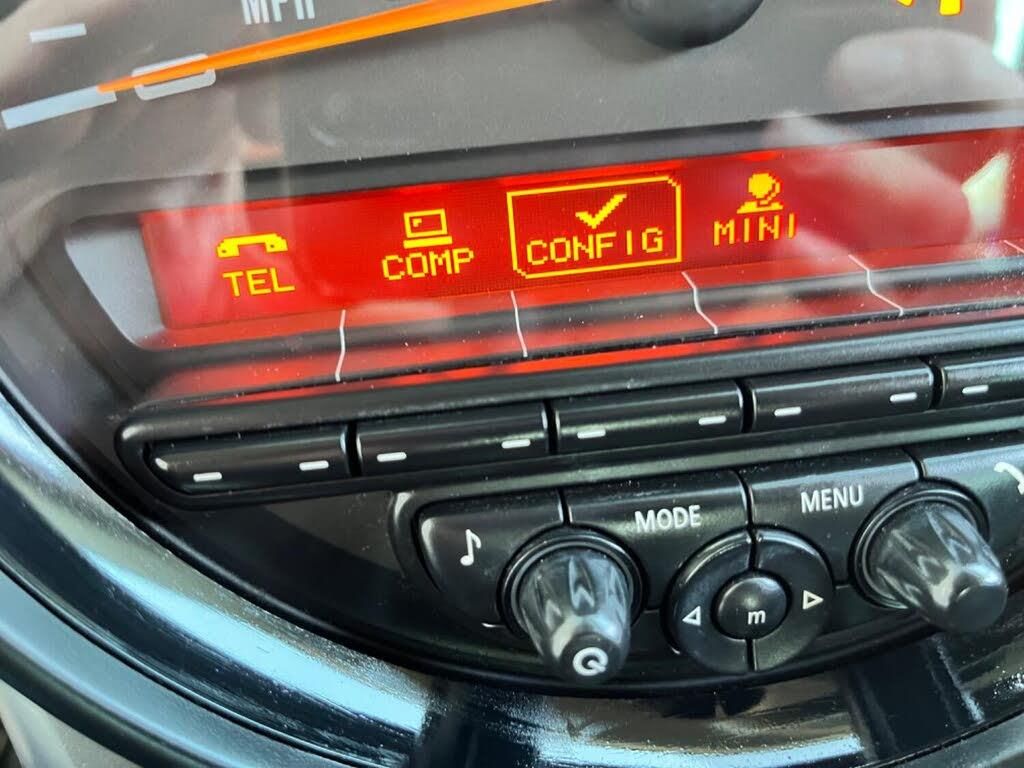 MPH
TEL
COMP
CONFIG
MINI
MODE
MENU
m